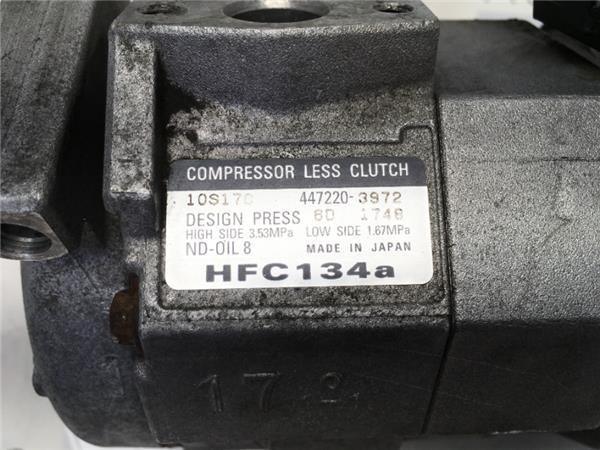 COMPRESSOR LESS CLUTCH
10S17C 447220-3972
DESIGN PRESS 6D 1748
HIGH SIDE 3.53MPa LOW SIDE 1.67MPa
ND-OIL 8 MADE IN JAPAN
HFC134a